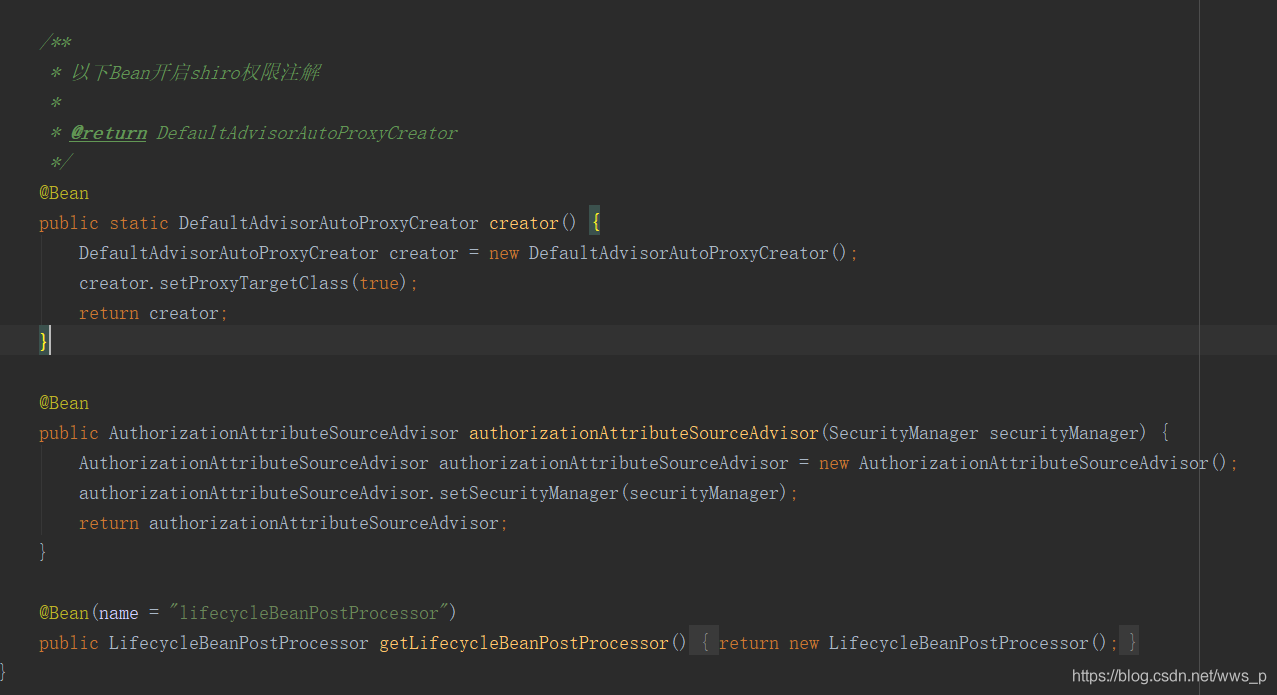 /**
 * 以下Bean开启shiro权限注解
 *
 * @return DefaultAdvisorAutoProxyCreator
 */
@Bean
public static DefaultAdvisorAutoProxyCreator creator() {
    DefaultAdvisorAutoProxyCreator creator = new DefaultAdvisorAutoProxyCreator();
    creator.setProxyTargetClass(true);
    return creator;
}
@Bean
public AuthorizationAttributeSourceAdvisor authorizationAttributeSourceAdvisor(SecurityManager securityManager) {
    AuthorizationAttributeSourceAdvisor authorizationAttributeSourceAdvisor = new AuthorizationAttributeSourceAdvisor();
    authorizationAttributeSourceAdvisor.setSecurityManager(securityManager);
    return authorizationAttributeSourceAdvisor;
}
@Bean(name = "lifecycleBeanPostProcessor")
public LifecycleBeanPostProcessor getLifecycleBeanPostProcessor() { return new LifecycleBeanPostProcessor(); }
}
https://blog.csdn.net/wws_p